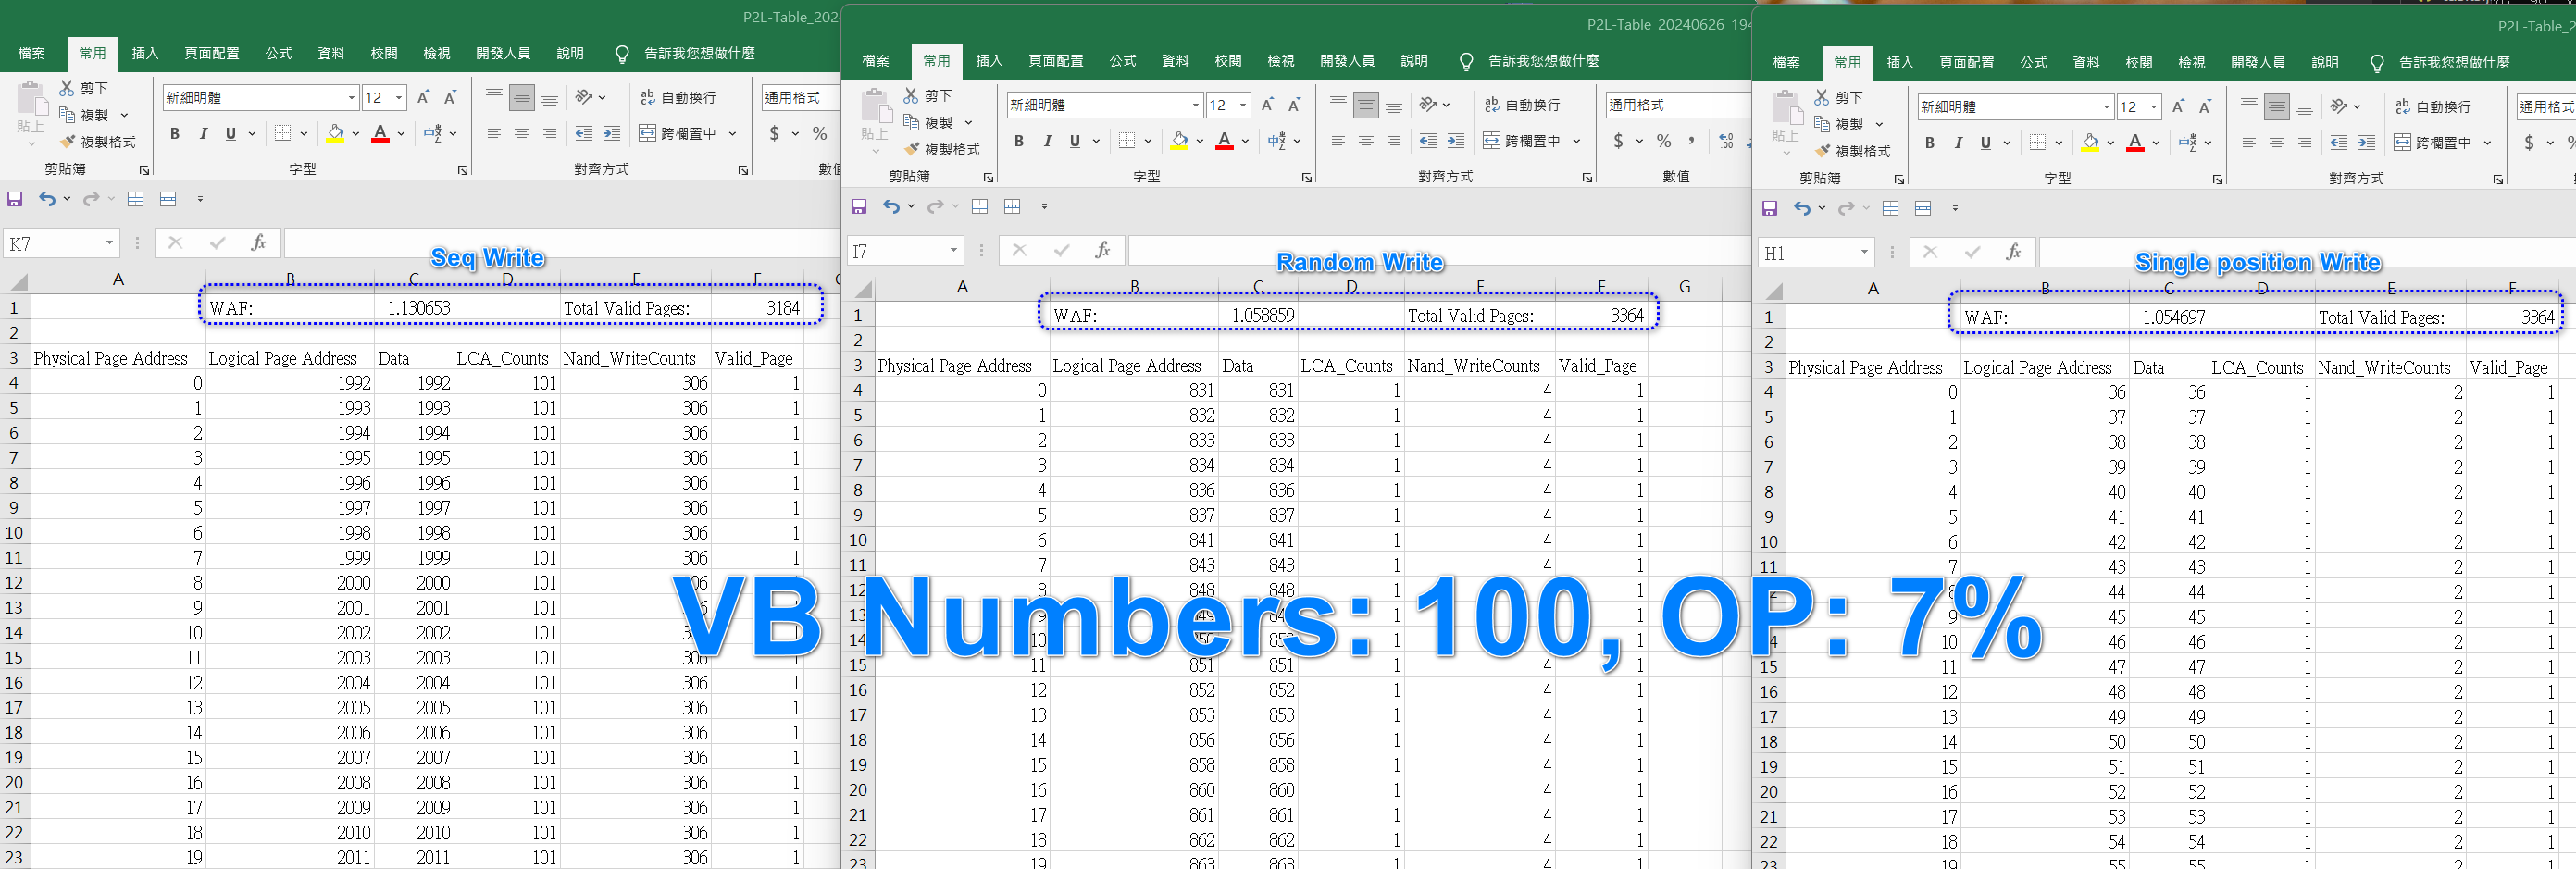 P2L-Table_202
檔案 常用 插入 頁面配置 公式 資料 校閱 檢視 開發人員 說明 告訴我您想做什麼
貼上 剪下 複製 複製格式 剪貼簿
新細明體 12 B I U 中 字型
自動換行 跨欄置中 對齊方式
通用格式 $ %
K7 fx
Seq Write
A B C D E F
1 WAF: 1.130653 Total Valid Pages: 3184
2
3 Physical Page Address Logical Page Address Data LCA_Counts Nand_WriteCounts Valid_Page
4 0 1992 1992 101 306 1
5 1 1993 1993 101 306 1
6 2 1994 1994 101 306 1
7 3 1995 1995 101 306 1
8 4 1996 1996 101 306 1
9 5 1997 1997 101 306 1
10 6 1998 1998 101 306 1
11 7 1999 1999 101 306 1
12 8 2000 2000 101 306 1
13 9 2001 2001 101 306 1
14 10 2002 2002 101 1
15 11 2003 2003 101 306 1
16 12 2004 2004 101 306 1
17 13 2005 2005 101 306 1
18 14 2006 2006 101 306 1
19 15 2007 2007 101 306 1
20 16 2008 2008 101 306 1
21 17 2009 2009 101 306 1
22 18 2010 2010 101 306 1
23 19 2011 2011 101 306 1
P2L-Table_20240626_194
檔案 常用 插入 頁面配置 公式 資料 校閱 檢視 開發人員 說明 告訴我您想做什麼
貼上 剪下 複製 複製格式 剪貼簿
新細明體 12 B I U 中 字型
自動換行 跨欄置中 對齊方式
通用格式 $ % , 數值
I7 fx
Random Write
A B C D E F G
1 WAF: 1.058859 Total Valid Pages: 3364
2
3 Physical Page Address Logical Page Address Data LCA_Counts Nand_WriteCounts Valid_Page
4 0 831 831 1 4 1
5 1 832 832 1 4 1
6 2 833 833 1 4 1
7 3 834 834 1 4 1
8 4 836 836 1 4 1
9 5 837 837 1 4 1
10 6 841 841 1 4 1
11 7 843 843 1 4 1
12 8 848 848 1 4 1
13 9 1
14 10 1
15 11 851 851 1 4 1
16 12 852 852 1 4 1
17 13 853 853 1 4 1
18 14 856 856 1 4 1
19 15 858 858 1 4 1
20 16 860 860 1 4 1
21 17 861 861 1 4 1
22 18 862 862 1 4 1
23 19 863 863 1 4 1
P2L-Table_2
檔案 常用 插入 頁面配置 公式 資料 校閱 檢視 開發人員 說明 告訴我您想做什麼
貼上 剪下 複製 複製格式 剪貼簿
新細明體 12 B I U 中 字型
自動換行 跨欄置中 對齊方式
通用格式 $ %
H1 fx
Single position Write
A B C D E F
1 WAF: 1.054697 Total Valid Pages: 3364
2
3 Physical Page Address Logical Page Address Data LCA_Counts Nand_WriteCounts Valid_Page
4 0 36 36 1 2 1
5 1 37 37 1 2 1
6 2 38 38 1 2 1
7 3 39 39 1 2 1
8 4 40 40 1 2 1
9 5 41 41 1 2 1
10 6 42 42 1 2 1
11 7 43 43 1 2 1
8 44 44 1 2 1
9 45 45 1 2 1
10 46 46 1 2 1
15 11 47 47 1 2 1
16 12 48 48 1 2 1
17 13 49 49 1 2 1
18 14 50 50 1 2 1
19 15 51 51 1 2 1
20 16 52 52 1 2 1
21 17 53 53 1 2 1
22 18 54 54 1 2 1
23 19 55 55 1 2 1
VB Numbers: 100, OP: 7%